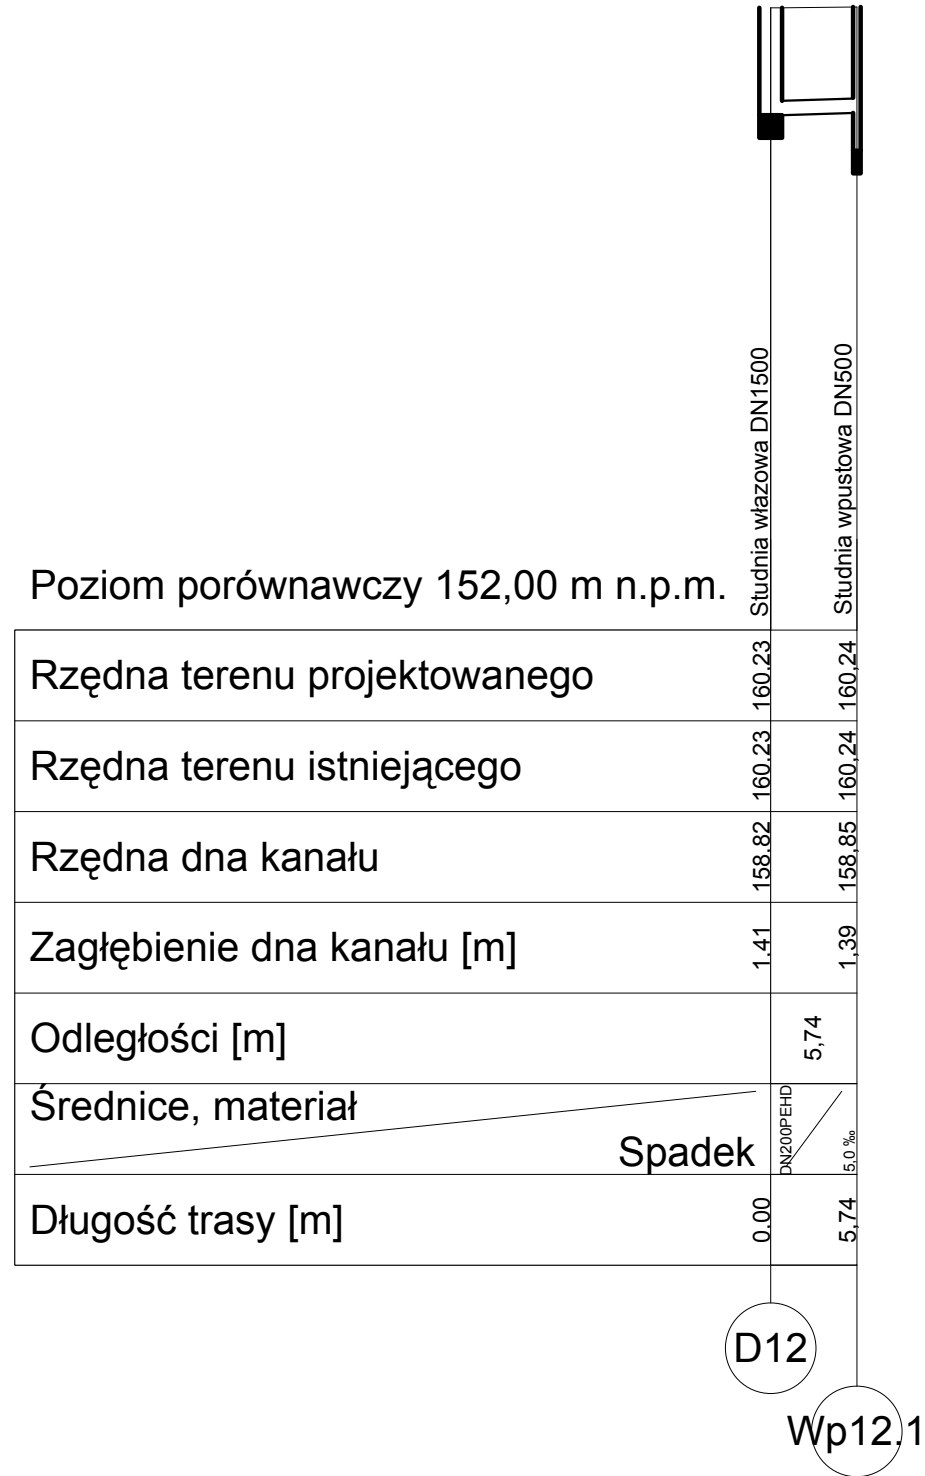 Studnia włazowa DN1500
Studnia wpustowa DN500
Poziom porównawczy 152,00 m n.p.m.
Rzędna terenu projektowanego 160,23 160,24
Rzędna terenu istniejącego 160,23 160,24
Rzędna dna kanału 158,82 158,85
Zagłębienie dna kanału [m] 1,41 1,39
Odległości [m] 5,74
Średnice, materiał DN200PEHD
Spadek 5,0 ‰
Długość trasy [m] 0,00 5,74
D12
Wp12.1